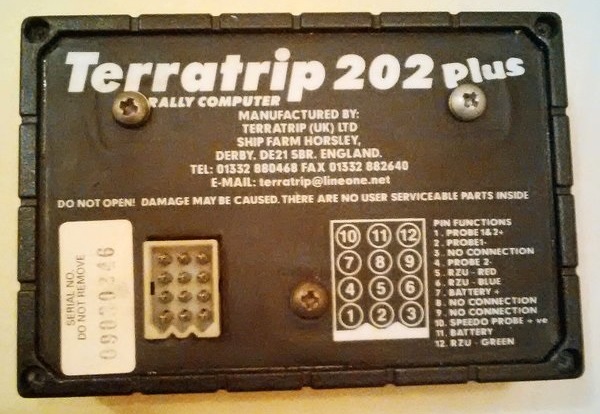 Terratrip 202 Plus
RALLY COMPUTER
MANUFACTURED BY:
TERRATRIP (UK) LTD
SHIP FARM HORSLEY,
DERBY. DE21 5BR. ENGLAND.
TEL: 01332 880468 FAX 01332 882640
E-MAIL: terratrip@lineone.net
DO NOT OPEN! DAMAGE MAY BE CAUSED. THERE ARE NO USER SERVICEABLE PARTS INSIDE
SERIAL NO.
DO NOT REMOVE
10 11 12
7 8 9
4 5 6
1 2 3
PIN FUNCTIONS
1. PROBE 1&2+
2. PROBE1-
3. NO CONNECTION
4. PROBE 2-
5. RZU - RED
6. RZU - BLUE
7. BATTERY +
8. NO CONNECTION
9. NO CONNECTION
10. SPEEDO PROBE + ve
11. BATTERY
12. RZU - GREEN